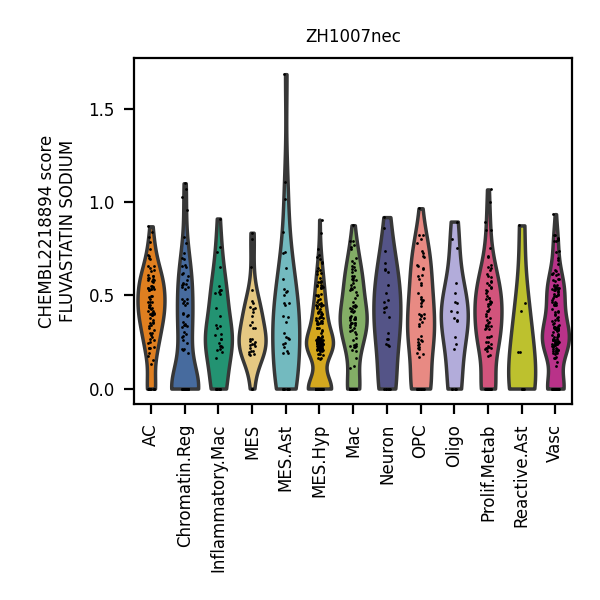 ZH1007nec
CHEMBL2218894 score
FLUVASTATIN SODIUM
1.5
1.0
0.5
0.0
AC
Chromatin.Reg
Inflammatory.Mac
MES
MES.Ast
MES.Hyp
Mac
Neuron
OPC
Oligo
Prolif.Metab
Reactive.Ast
Vasc